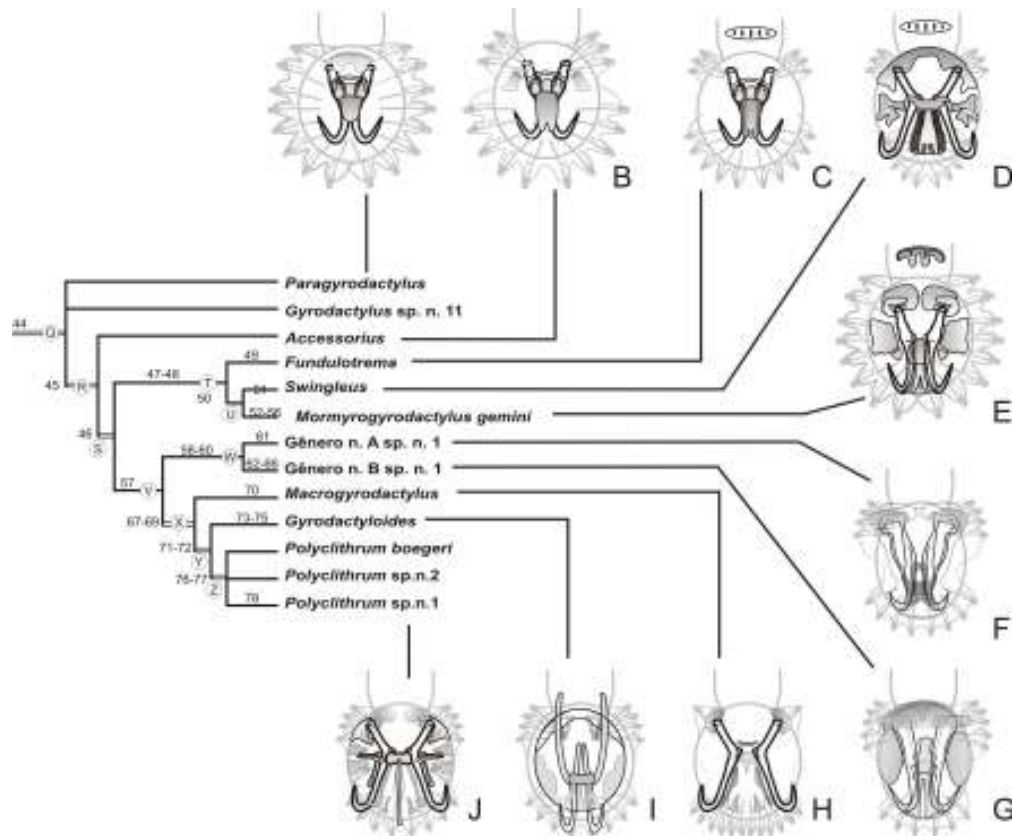 B
C
D
E
F
G
H
I
J
44
Q
Paragyrodactylus
Gyrodactylus sp. n. 11
45
R
Accessorius
46
S
47-48
T
49
Fundulotrema
50
U
Swingleus
Mormyrogyrodactylus gemini
57
V
W
61
Gênero n. A sp. n. 1
Gênero n. B sp. n. 1
67-69
X
70
Macrogyrodactylus
71-72
Y
73-75
Gyrodactyloides
76-77
Z
Polyclithrum boegeri
Polyclithrum sp.n.2
78
Polyclithrum sp.n.1